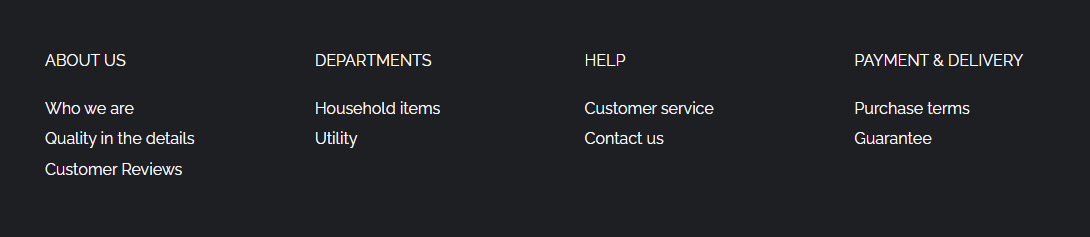 ABOUT US
Who we are
Quality in the details
Customer Reviews
DEPARTMENTS
Household items
Utility
HELP
Customer service
Contact us
PAYMENT & DELIVERY
Purchase terms
Guarantee